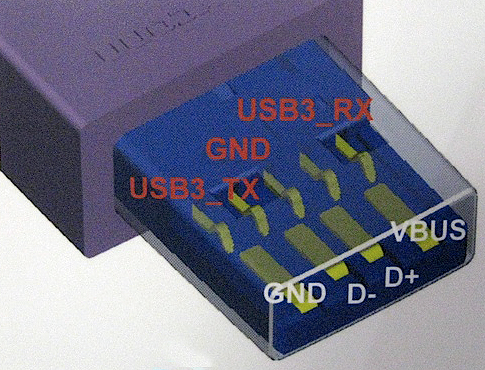 USB3_RX
GND
USB3_TX
VBUS
D+
D-
GND